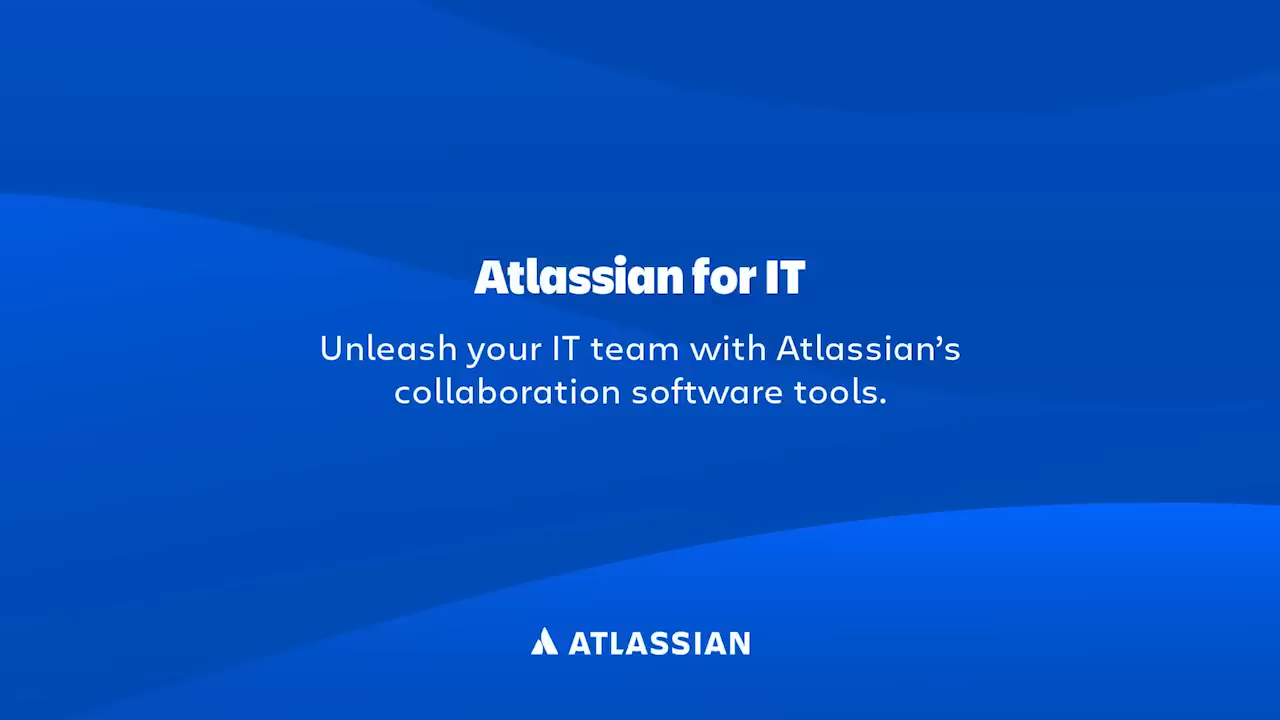 Atlassian for IT
Unleash your IT team with Atlassian’s
collaboration software tools.
ATLASSIAN